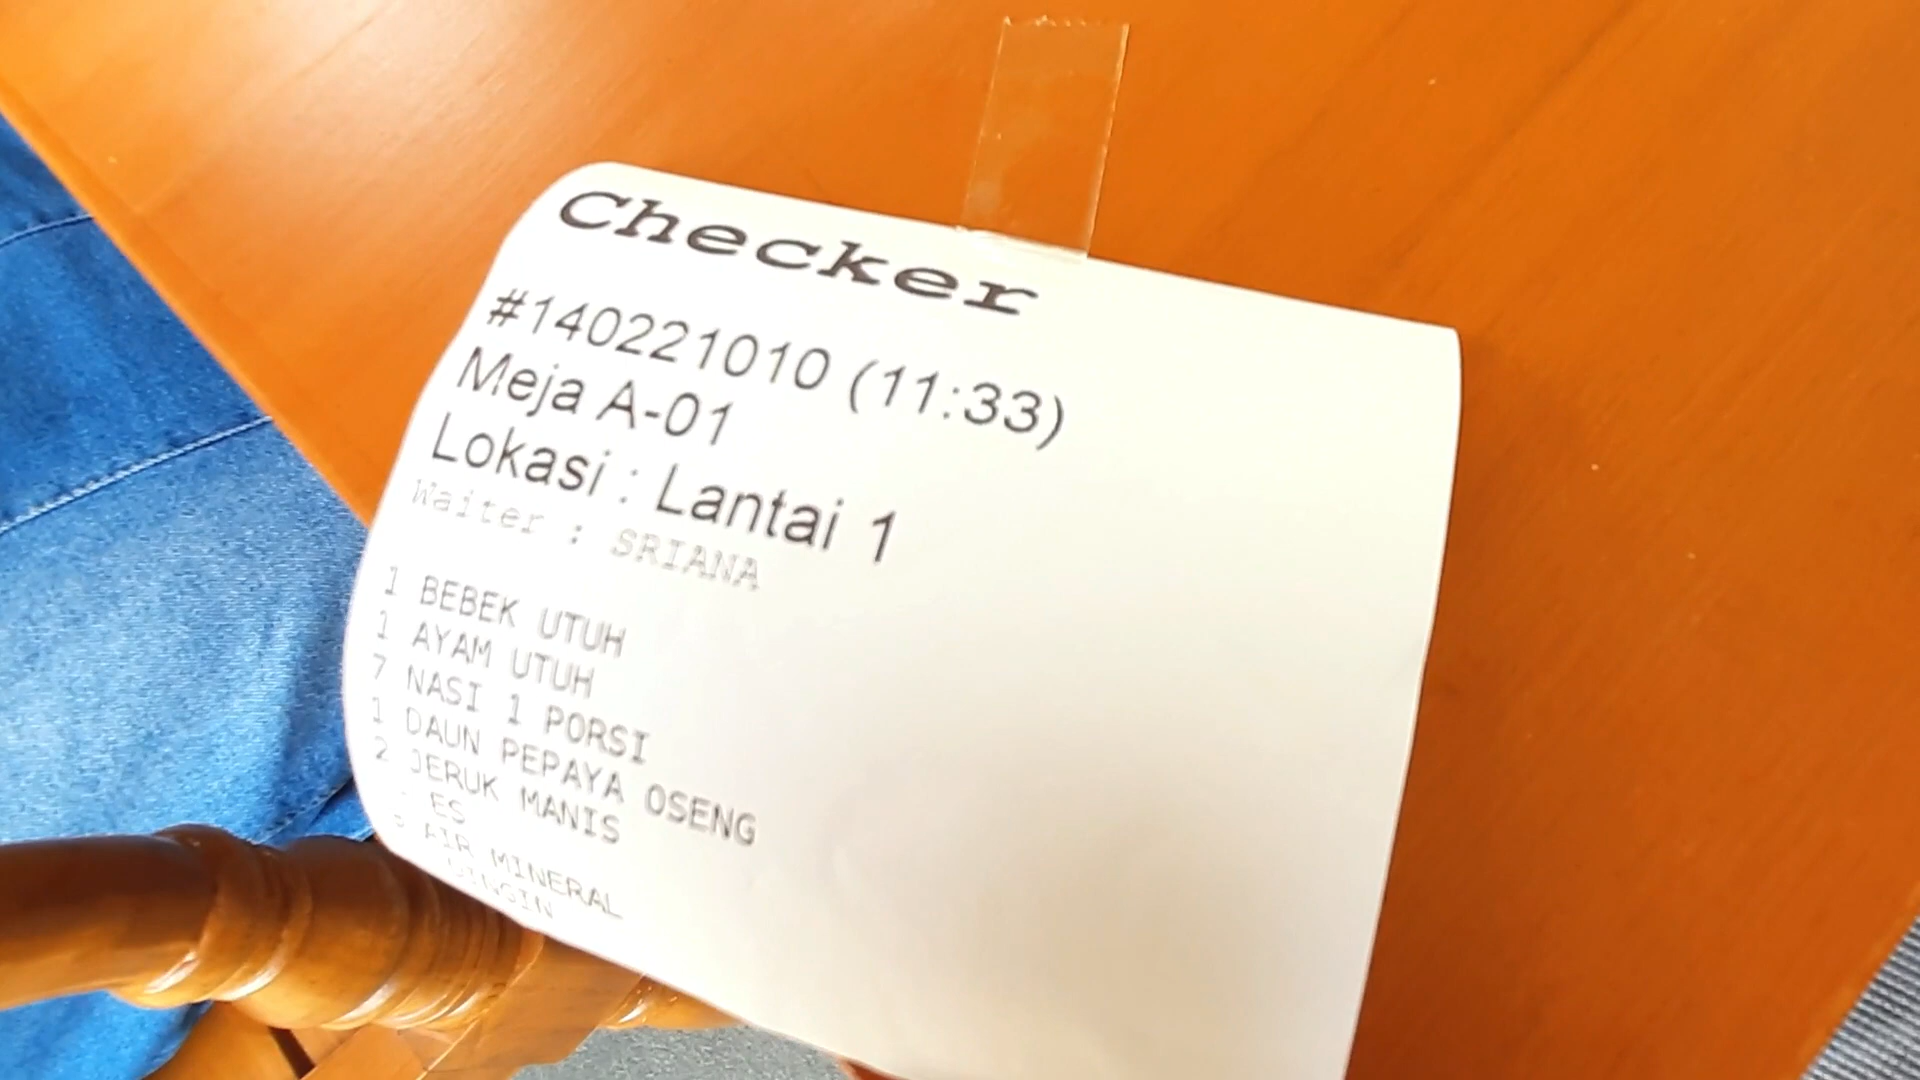 Checker
#140221010 (11:33)
Meja A-01
Lokasi : Lantai 1
Waiter : SRIANA
1 BEBEK UTUH
1 AYAM UTUH
7 NASI 1 PORSI
1 DAUN PEPAYA OSENG
2 JERUK MANIS
ES
AIR MINERAL
DINGIN